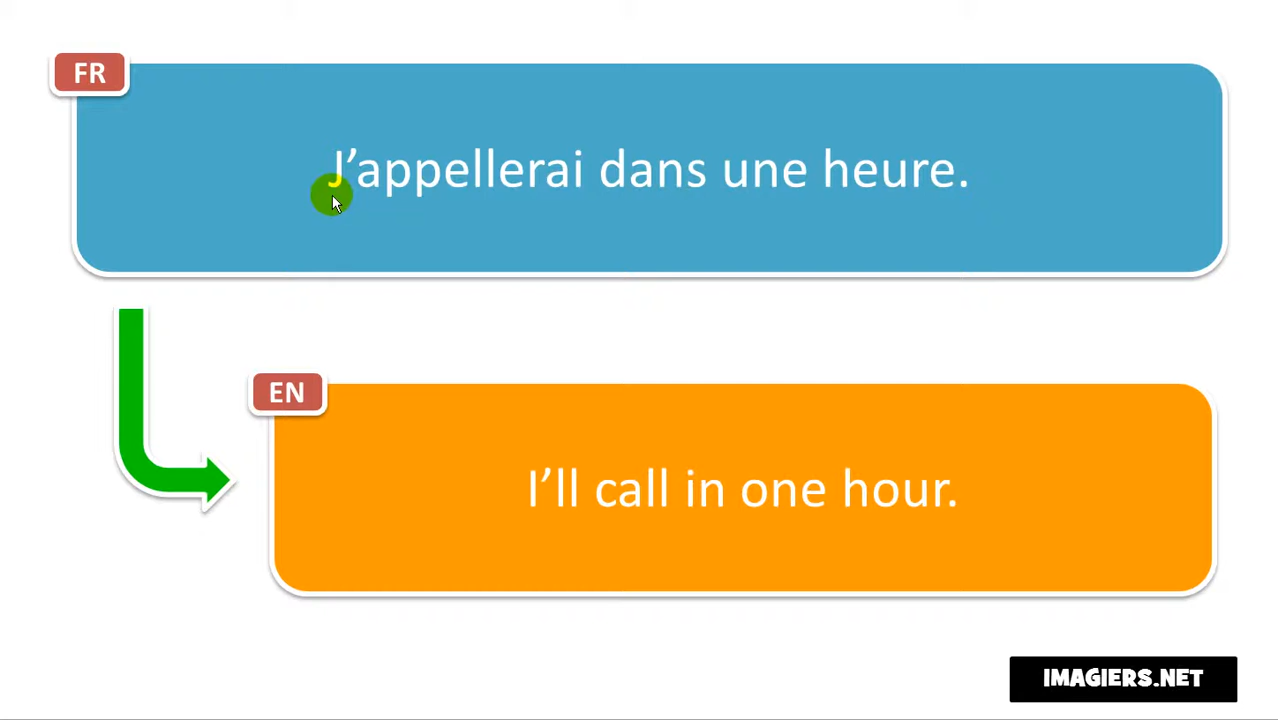 FR
J’appellerai dans une heure.
EN
I’ll call in one hour.
IMAGIERS.NET